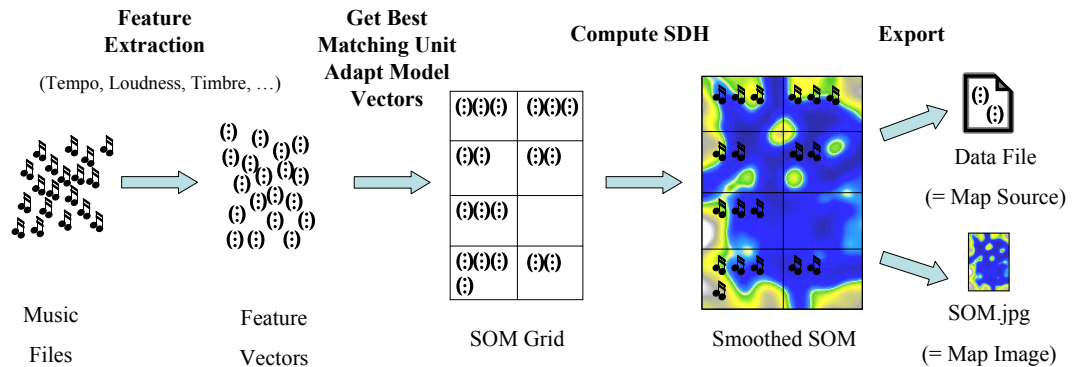 Feature
Extraction
(Tempo, Loudness, Timbre, …)
Get Best
Matching Unit
Adapt Model
Vectors
Compute SDH
Export
Music
Files
Feature
Vectors
SOM Grid
Smoothed SOM
Data File
(= Map Source)
SOM.jpg
(= Map Image)